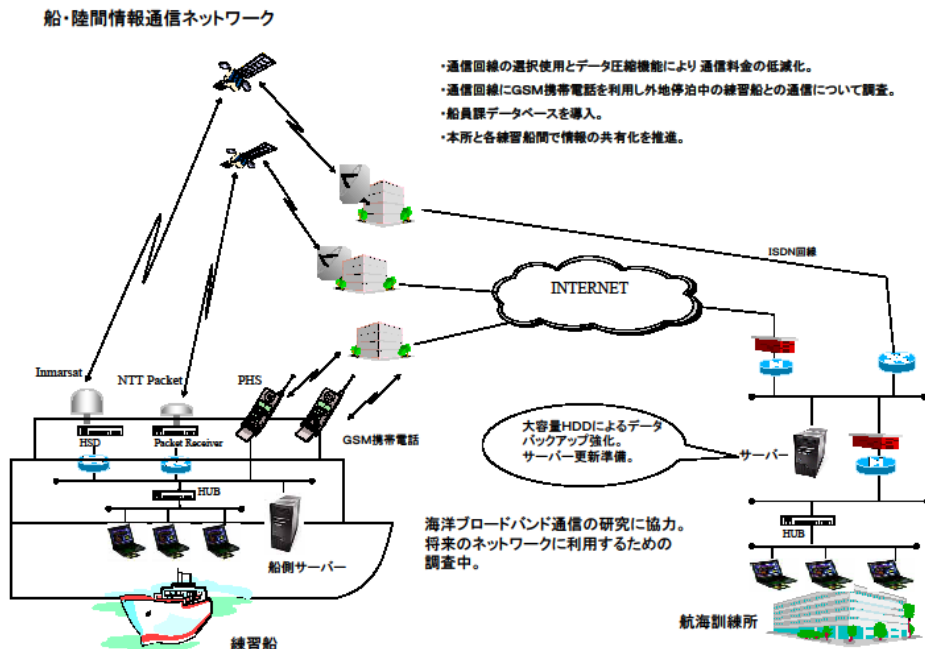 船・陸間情報通信ネットワーク
・通信回線の選択使用とデータ圧縮機能により 通信料金の低減化。
・通信回線にGSM携帯電話を利用し外地停泊中の練習船との通信について調査。
・船員課データベースを導入。
・本所と各練習船間で情報の共有化を推進。
ISDN回線
INTERNET
Inmarsat
NTT Packet
PHS
GSM携帯電話
HSD
Packet Receiver
HUB
船側サーバー
練習船
大容量HDDによるデータ
バックアップ強化。
サーバー更新準備。
サーバー
HUB
海洋ブロードバンド通信の研究に協力。
将来のネットワークに利用するための
調査中。
航海訓練所